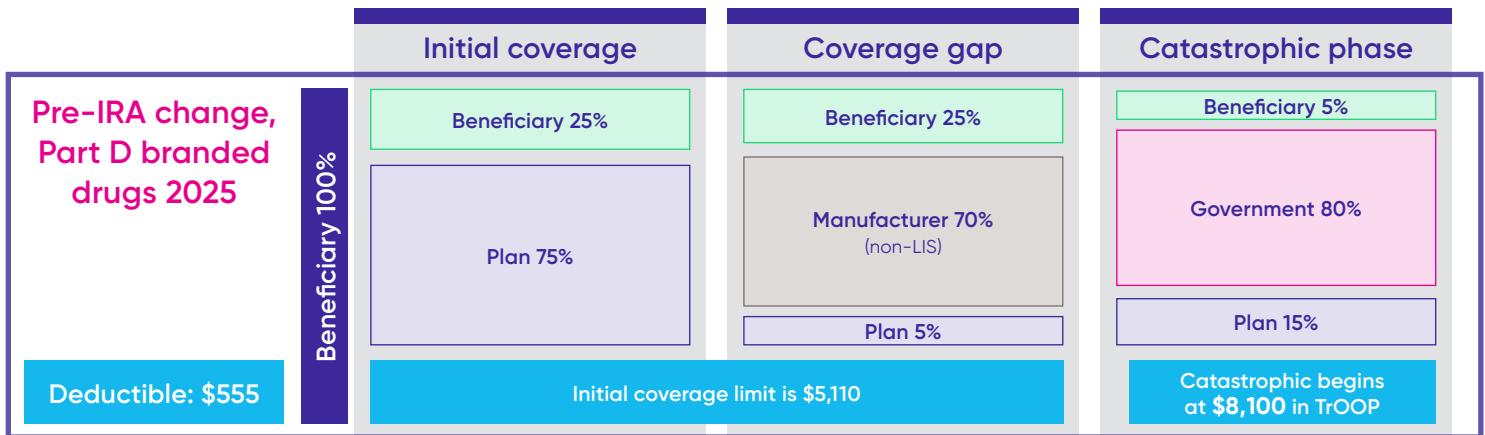 Initial coverage
Coverage gap
Catastrophic phase
Pre-IRA change,
Part D branded
drugs 2025
Beneficiary 100%
Beneficiary 25%
Plan 75%
Beneficiary 25%
Manufacturer 70%
(non-LIS)
Plan 5%
Beneficiary 5%
Government 80%
Plan 15%
Deductible: $555
Initial coverage limit is $5,110
Catastrophic begins
at $8,100 in TrOOP